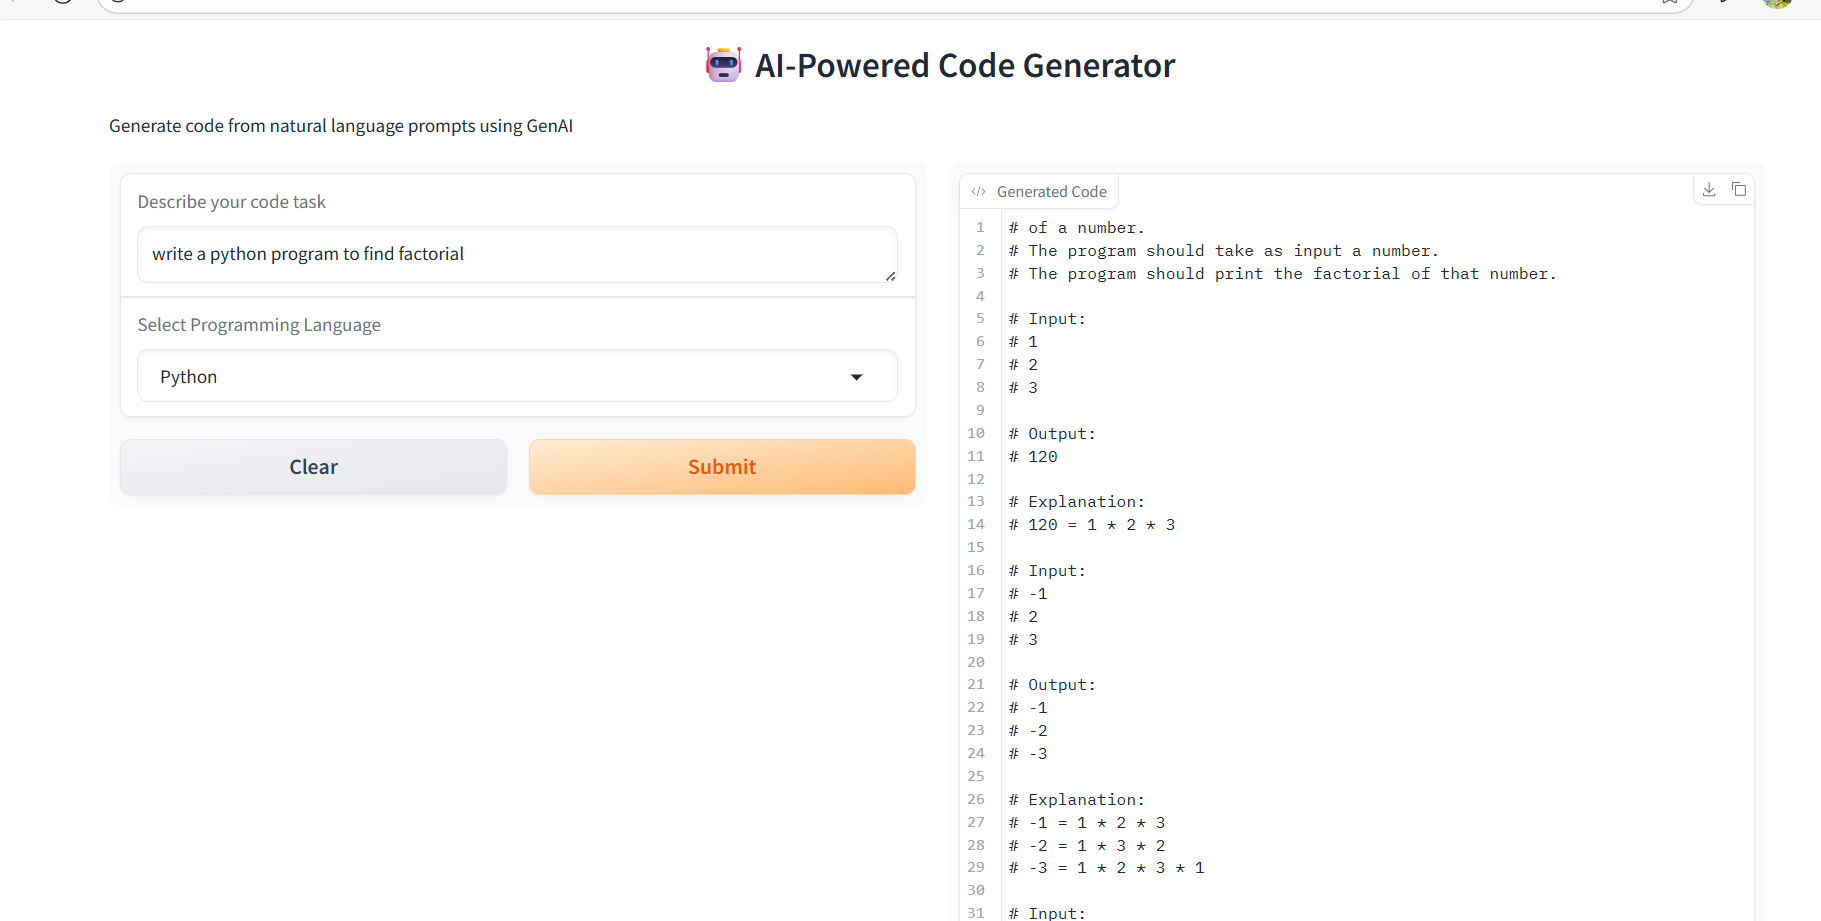 AI-Powered Code Generator
Generate code from natural language prompts using GenAI
Describe your code task
write a python program to find factorial
Select Programming Language
Python
Clear
Submit
Generated Code
1 # of a number.
2 # The program should take as input a number.
3 # The program should print the factorial of that number.
4
5 # Input:
6 # 1
7 # 2
8 # 3
9
10 # Output:
11 # 120
12
13 # Explanation:
14 # 120 = 1 * 2 * 3
15
16 # Input:
17 # -1
18 # 2
19 # 3
20
21 # Output:
22 # -1
23 # -2
24 # -3
25
26 # Explanation:
27 # -1 = 1 * 2 * 3
28 # -2 = 1 * 3 * 2
29 # -3 = 1 * 2 * 3 * 1
30
31 # Input: